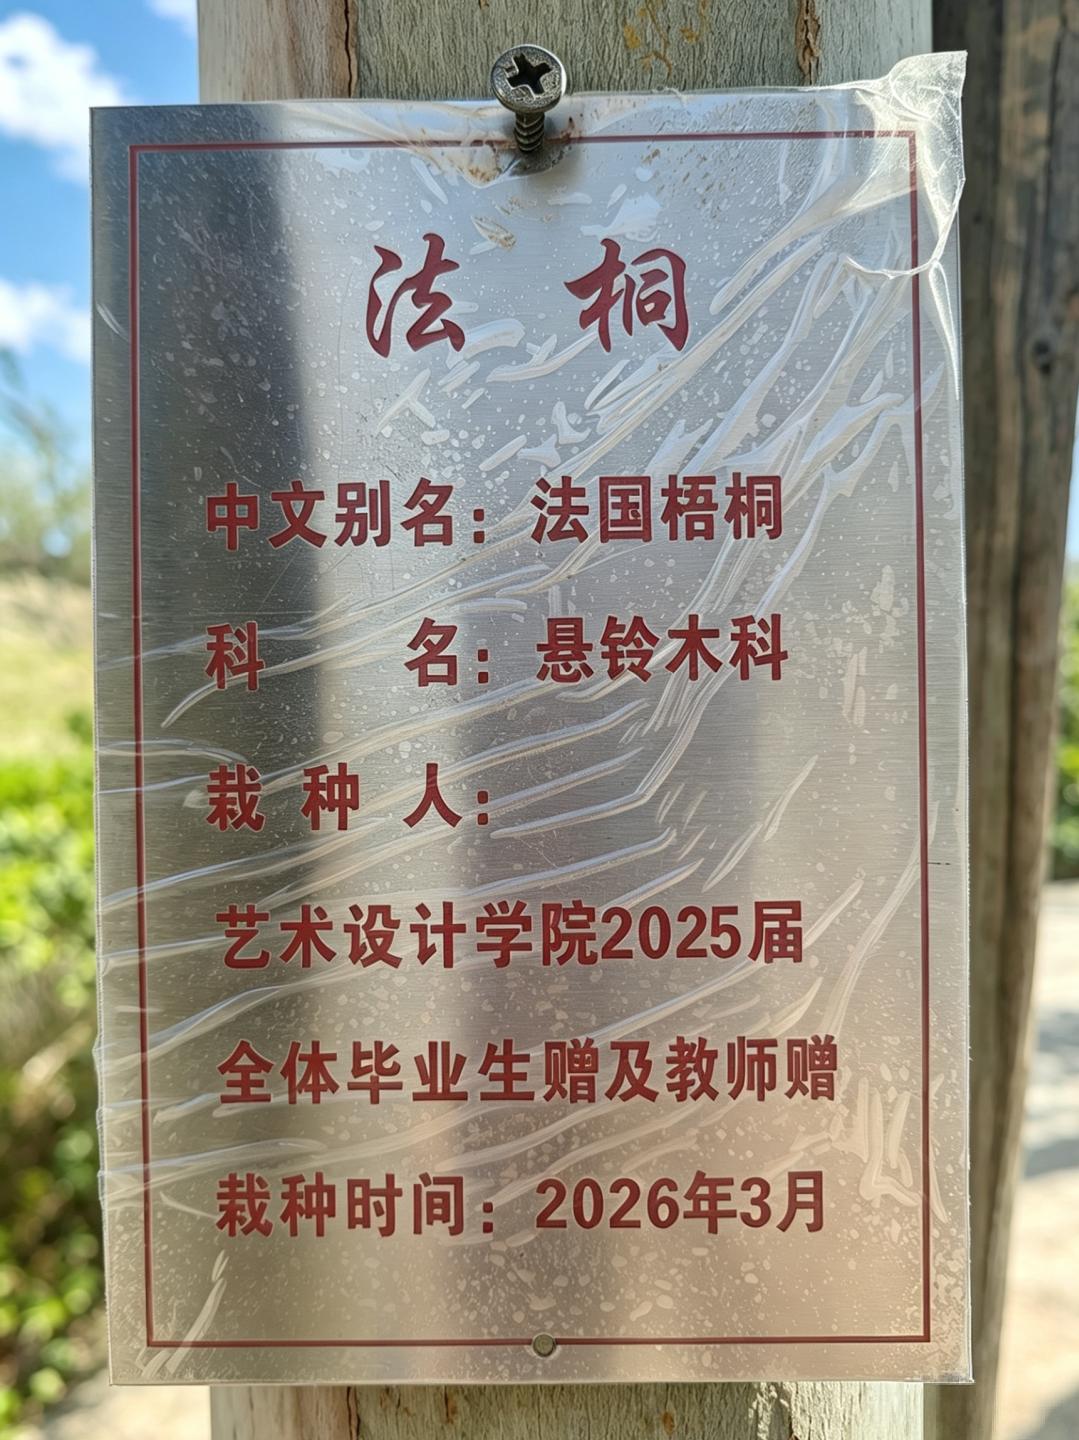 法 桐
中文别名：法国梧桐
科 名：悬铃木科
栽 种 人：
艺术设计学院2025届
全体毕业生赠及教师赠
栽种时间：2026年3月